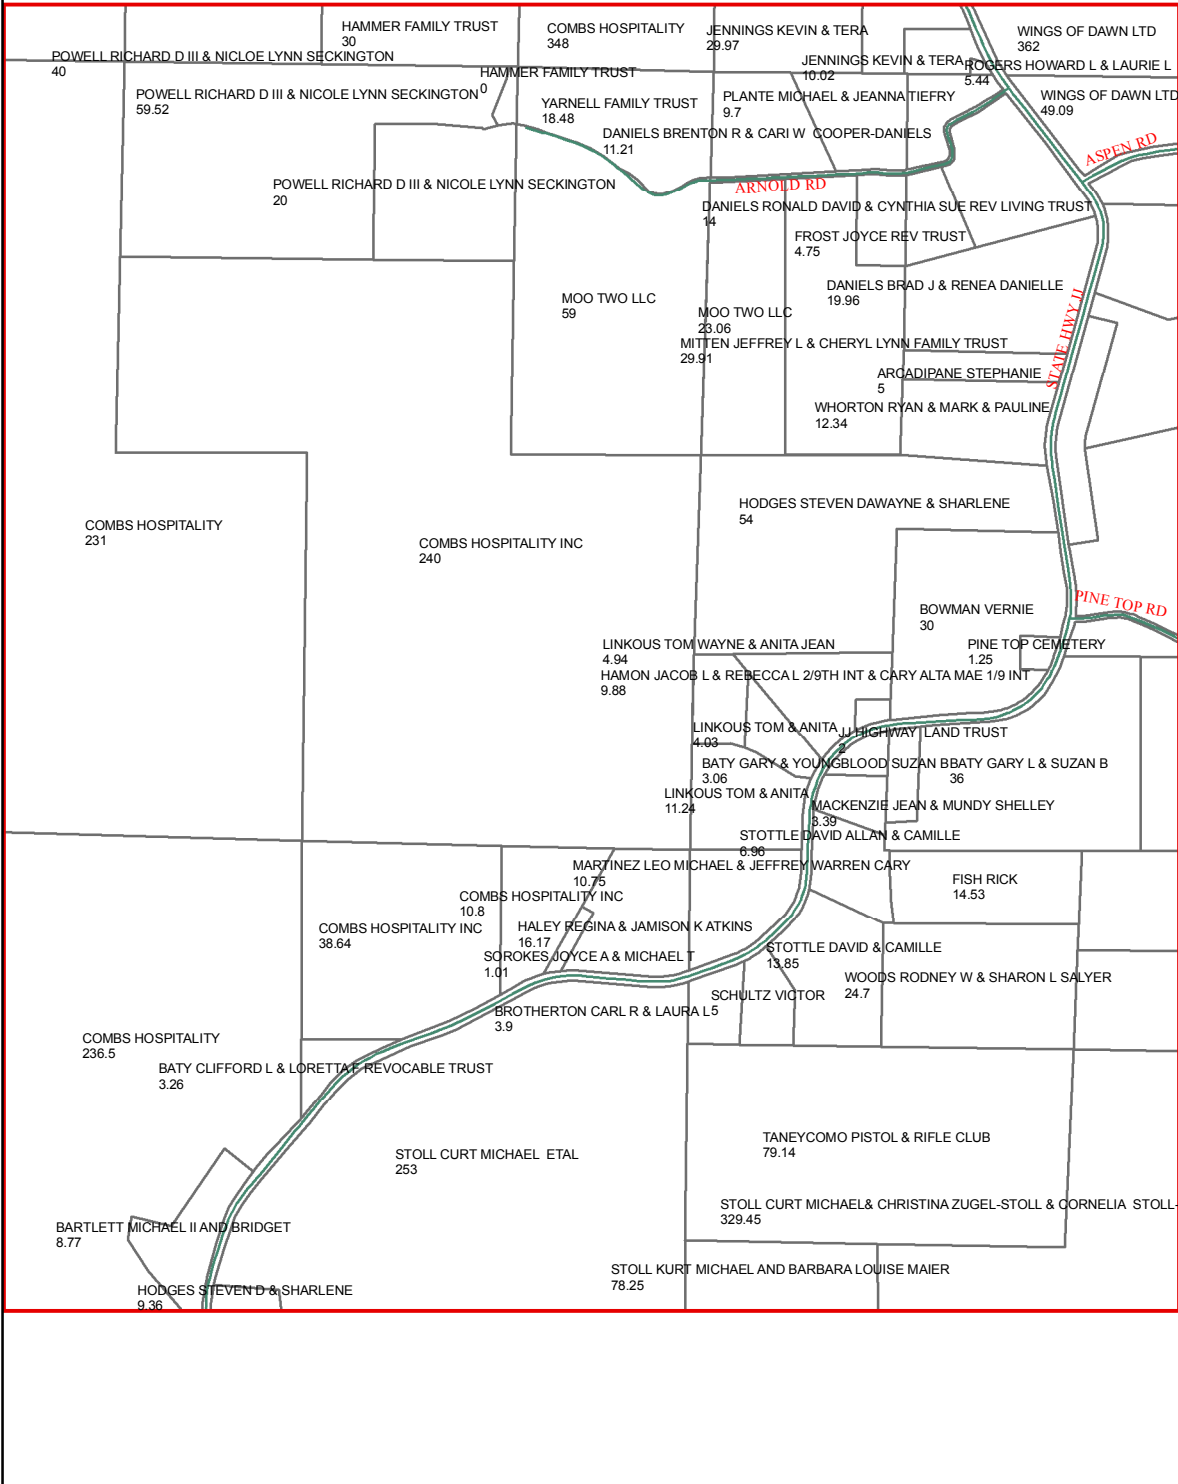 HAMMER FAMILY TRUST
30
COMBS HOSPITALITY
348
JENNINGS KEVIN & TERA
29.97
WINGS OF DAWN LTD
362
POWELL RICHARD D III & NICLOE LYNN SECKINGTON
40
JENNINGS KEVIN & TERA
10.02
ROGERS HOWARD L & LAURIE L
5.44
HAMMER FAMILY TRUST
0
POWELL RICHARD D III & NICOLE LYNN SECKINGTON
59.52
YARNELL FAMILY TRUST
18.48
PLANTE MICHAEL & JEANNA TIEFRY
9.7
WINGS OF DAWN LTD
49.09
DANIELS BRENTON R & CARI W COOPER-DANIELS
11.21
ASPEN RD
POWELL RICHARD D III & NICOLE LYNN SECKINGTON
20
ARNOLD RD
DANIELS RONALD DAVID & CYNTHIA SUE REV LIVING TRUST
14
FROST JOYCE REV TRUST
4.75
DANIELS BRAD J & RENEA DANIELLE
19.96
MOO TWO LLC
59
MOO TWO LLC
23.06
STATE HWY JJ
MITTEN JEFFREY L & CHERYL LYNN FAMILY TRUST
29.91
ARCADIPANE STEPHANIE
5
WHORTON RYAN & MARK & PAULINE
12.34
HODGES STEVEN DAWAYNE & SHARLENE
54
COMBS HOSPITALITY
231
COMBS HOSPITALITY INC
240
PINE TOP RD
BOWMAN VERNIE
30
LINKOUS TOM WAYNE & ANITA JEAN
4.94
PINE TOP CEMETERY
1.25
HAMON JACOB L & REBECCA L 2/9TH INT & CARY ALTA MAE 1/9 INT
9.88
LINKOUS TOM & ANITA
4.03
JJ HIGHWAY LAND TRUST
2
BATY GARY & YOUNGBLOOD SUZAN B
3.06
BATY GARY L & SUZAN B
36
LINKOUS TOM & ANITA
11.24
MACKENZIE JEAN & MUNDY SHELLEY
3.39
STOTTLE DAVID ALLAN & CAMILLE
6.96
MARTINEZ LEO MICHAEL & JEFFREY WARREN CARY
10.75
FISH RICK
14.53
COMBS HOSPITALITY INC
10.8
COMBS HOSPITALITY INC
38.64
HALEY REGINA & JAMISON K ATKINS
16.17
STOTTLE DAVID & CAMILLE
13.85
SOROKES JOYCE A & MICHAEL T
1.01
WOODS RODNEY W & SHARON L SALYER
24.7
SCHULTZ VICTOR
5
BROTHERTON CARL R & LAURA L
3.9
COMBS HOSPITALITY
236.5
BATY CLIFFORD L & LORETTA F REVOCABLE TRUST
3.26
TANEYCOMO PISTOL & RIFLE CLUB
79.14
STOLL CURT MICHAEL ETAL
253
STOLL CURT MICHAEL& CHRISTINA ZUGEL-STOLL & CORNELIA STOLL-
329.45
BARTLETT MICHAEL II AND BRIDGET
8.77
STOLL KURT MICHAEL AND BARBARA LOUISE MAIER
78.25
HODGES STEVEN D & SHARLENE
9.36